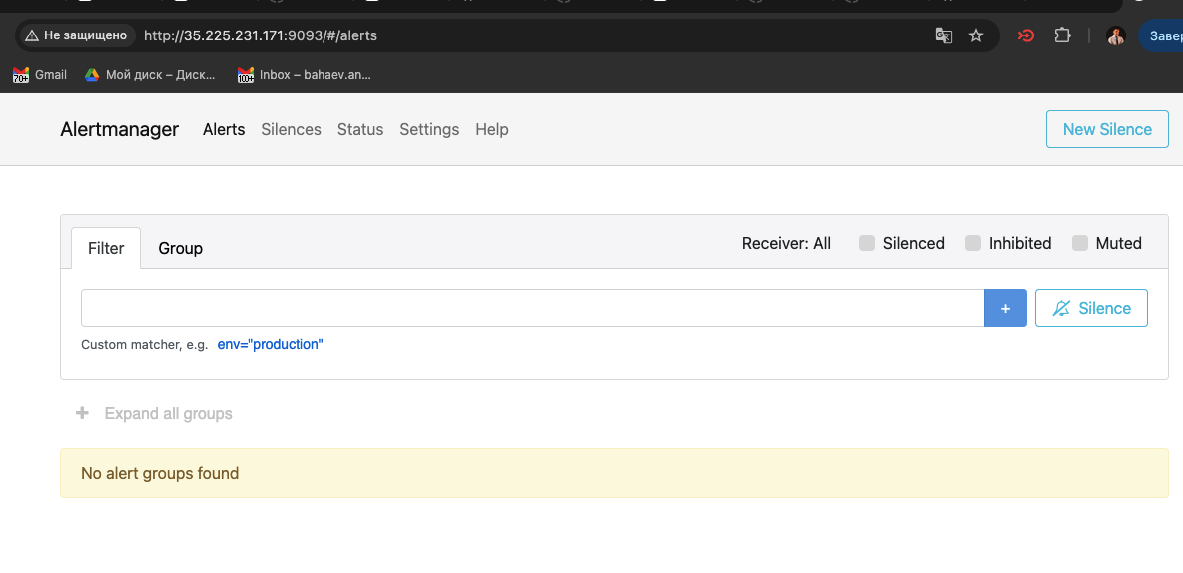 Не защищено http://35.225.231.171:9093/#/alerts Завер
70+ Gmail Мой диск – Диск... 100+ Inbox – bahaev.an...
Alertmanager Alerts Silences Status Settings Help New Silence
Filter Group Receiver: All Silenced Inhibited Muted
+ Silence
Custom matcher, e.g. env="production"
+ Expand all groups
No alert groups found